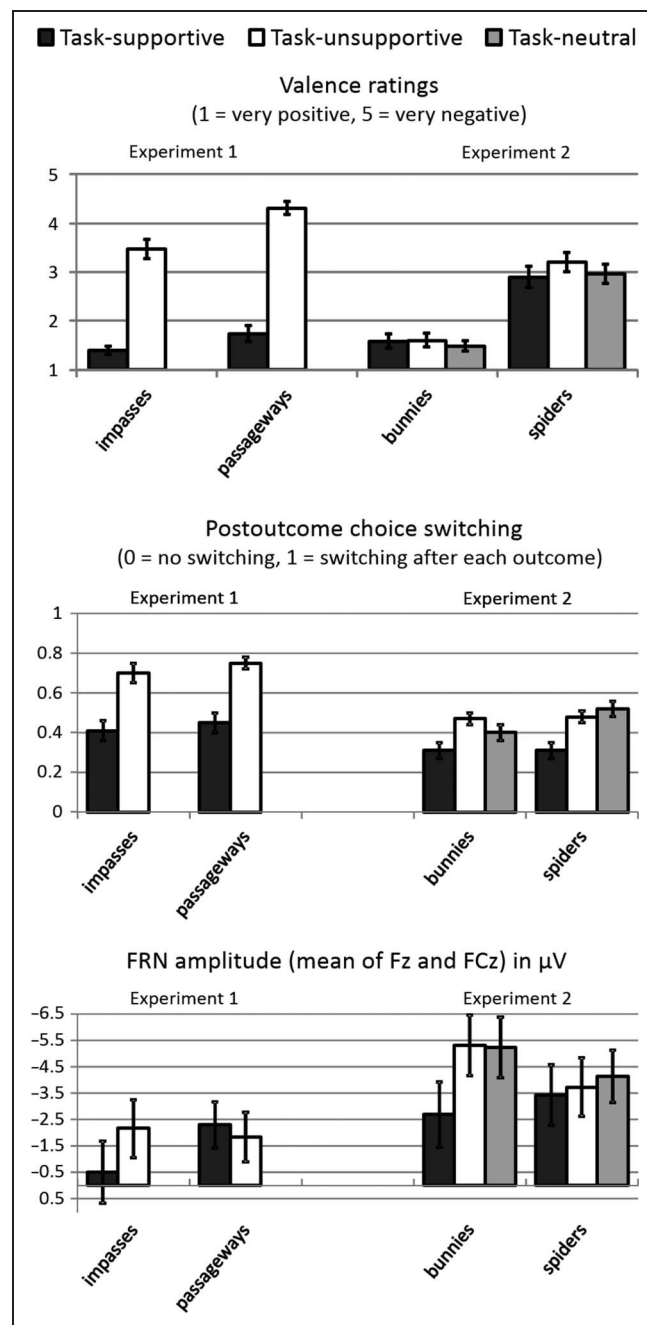 Task-supportive Task-unsupportive Task-neutral
Valence ratings
(1 = very positive, 5 = very negative)
Experiment 1 Experiment 2
5
4
3
2
1
impasses passageways bunnies spiders
Postoutcome choice switching
(0 = no switching, 1 = switching after each outcome)
Experiment 1 Experiment 2
1
0.8
0.6
0.4
0.2
0
impasses passageways bunnies spiders
FRN amplitude (mean of Fz and FCz) in µV
Experiment 1 Experiment 2
−6.5
−5.5
−4.5
−3.5
−2.5
−1.5
−0.5
0.5
impasses passageways bunnies spiders